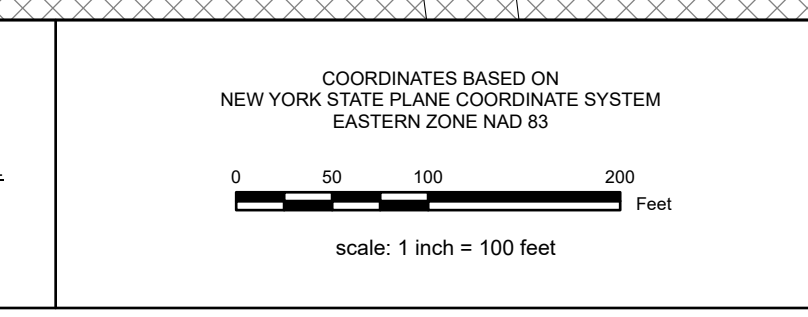 COORDINATES BASED ON
NEW YORK STATE PLANE COORDINATE SYSTEM
EASTERN ZONE NAD 83
0 50 100 200
Feet
scale: 1 inch = 100 feet